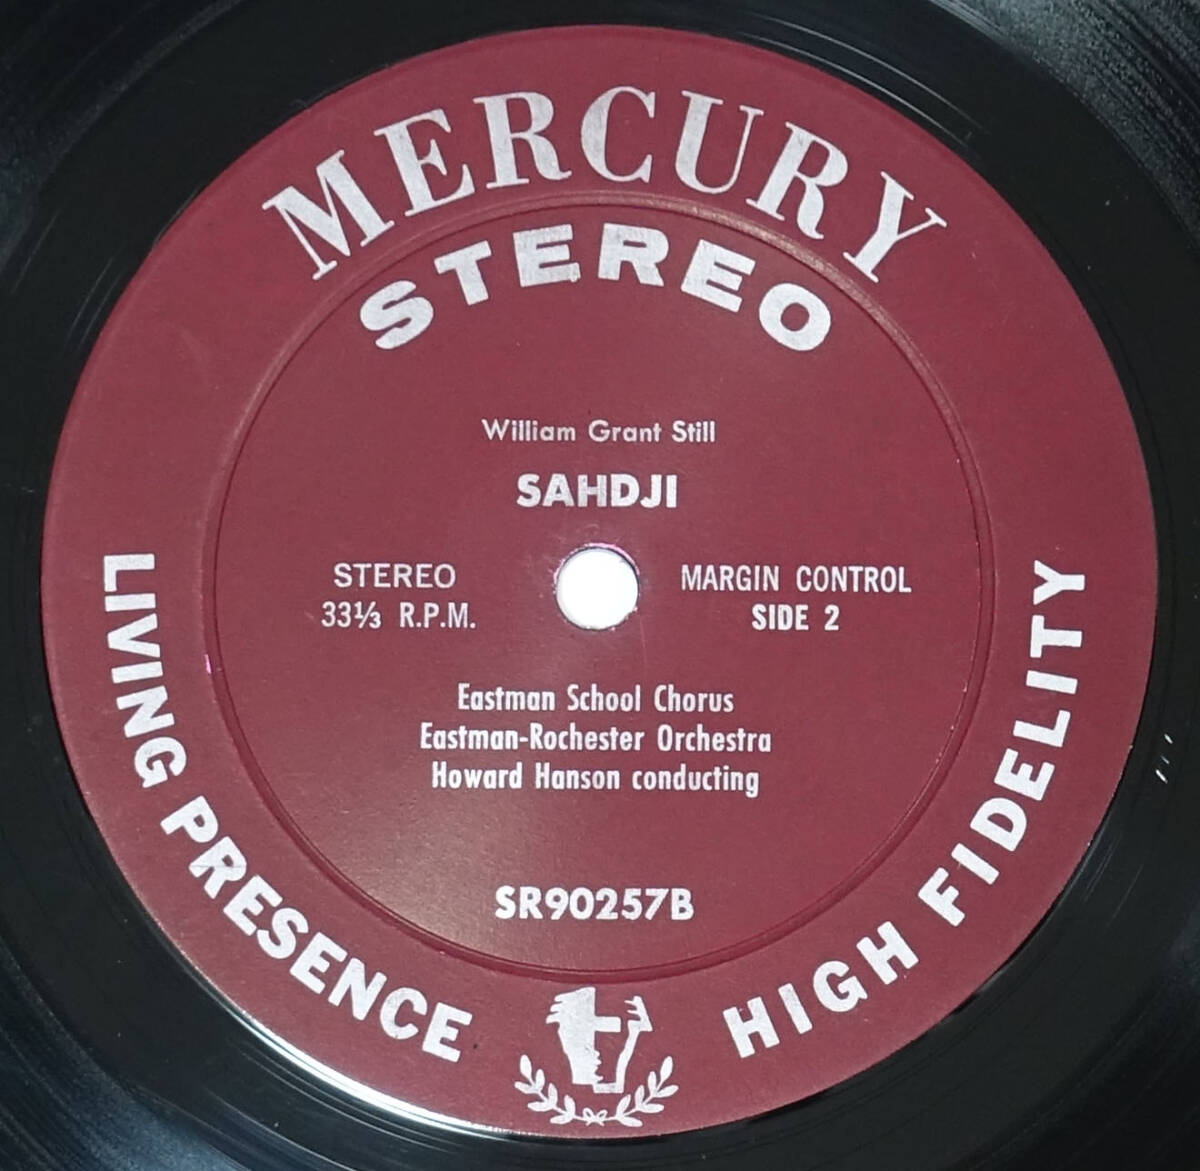 MERCURY
STEREO
William Grant Still
SAHDJI
STEREO
33⅓ R.P.M.
MARGIN CONTROL
SIDE 2
Eastman School Chorus
Eastman-Rochester Orchestra
Howard Hanson conducting
SR90257B
LIVING PRESENCE
HIGH FIDELITY